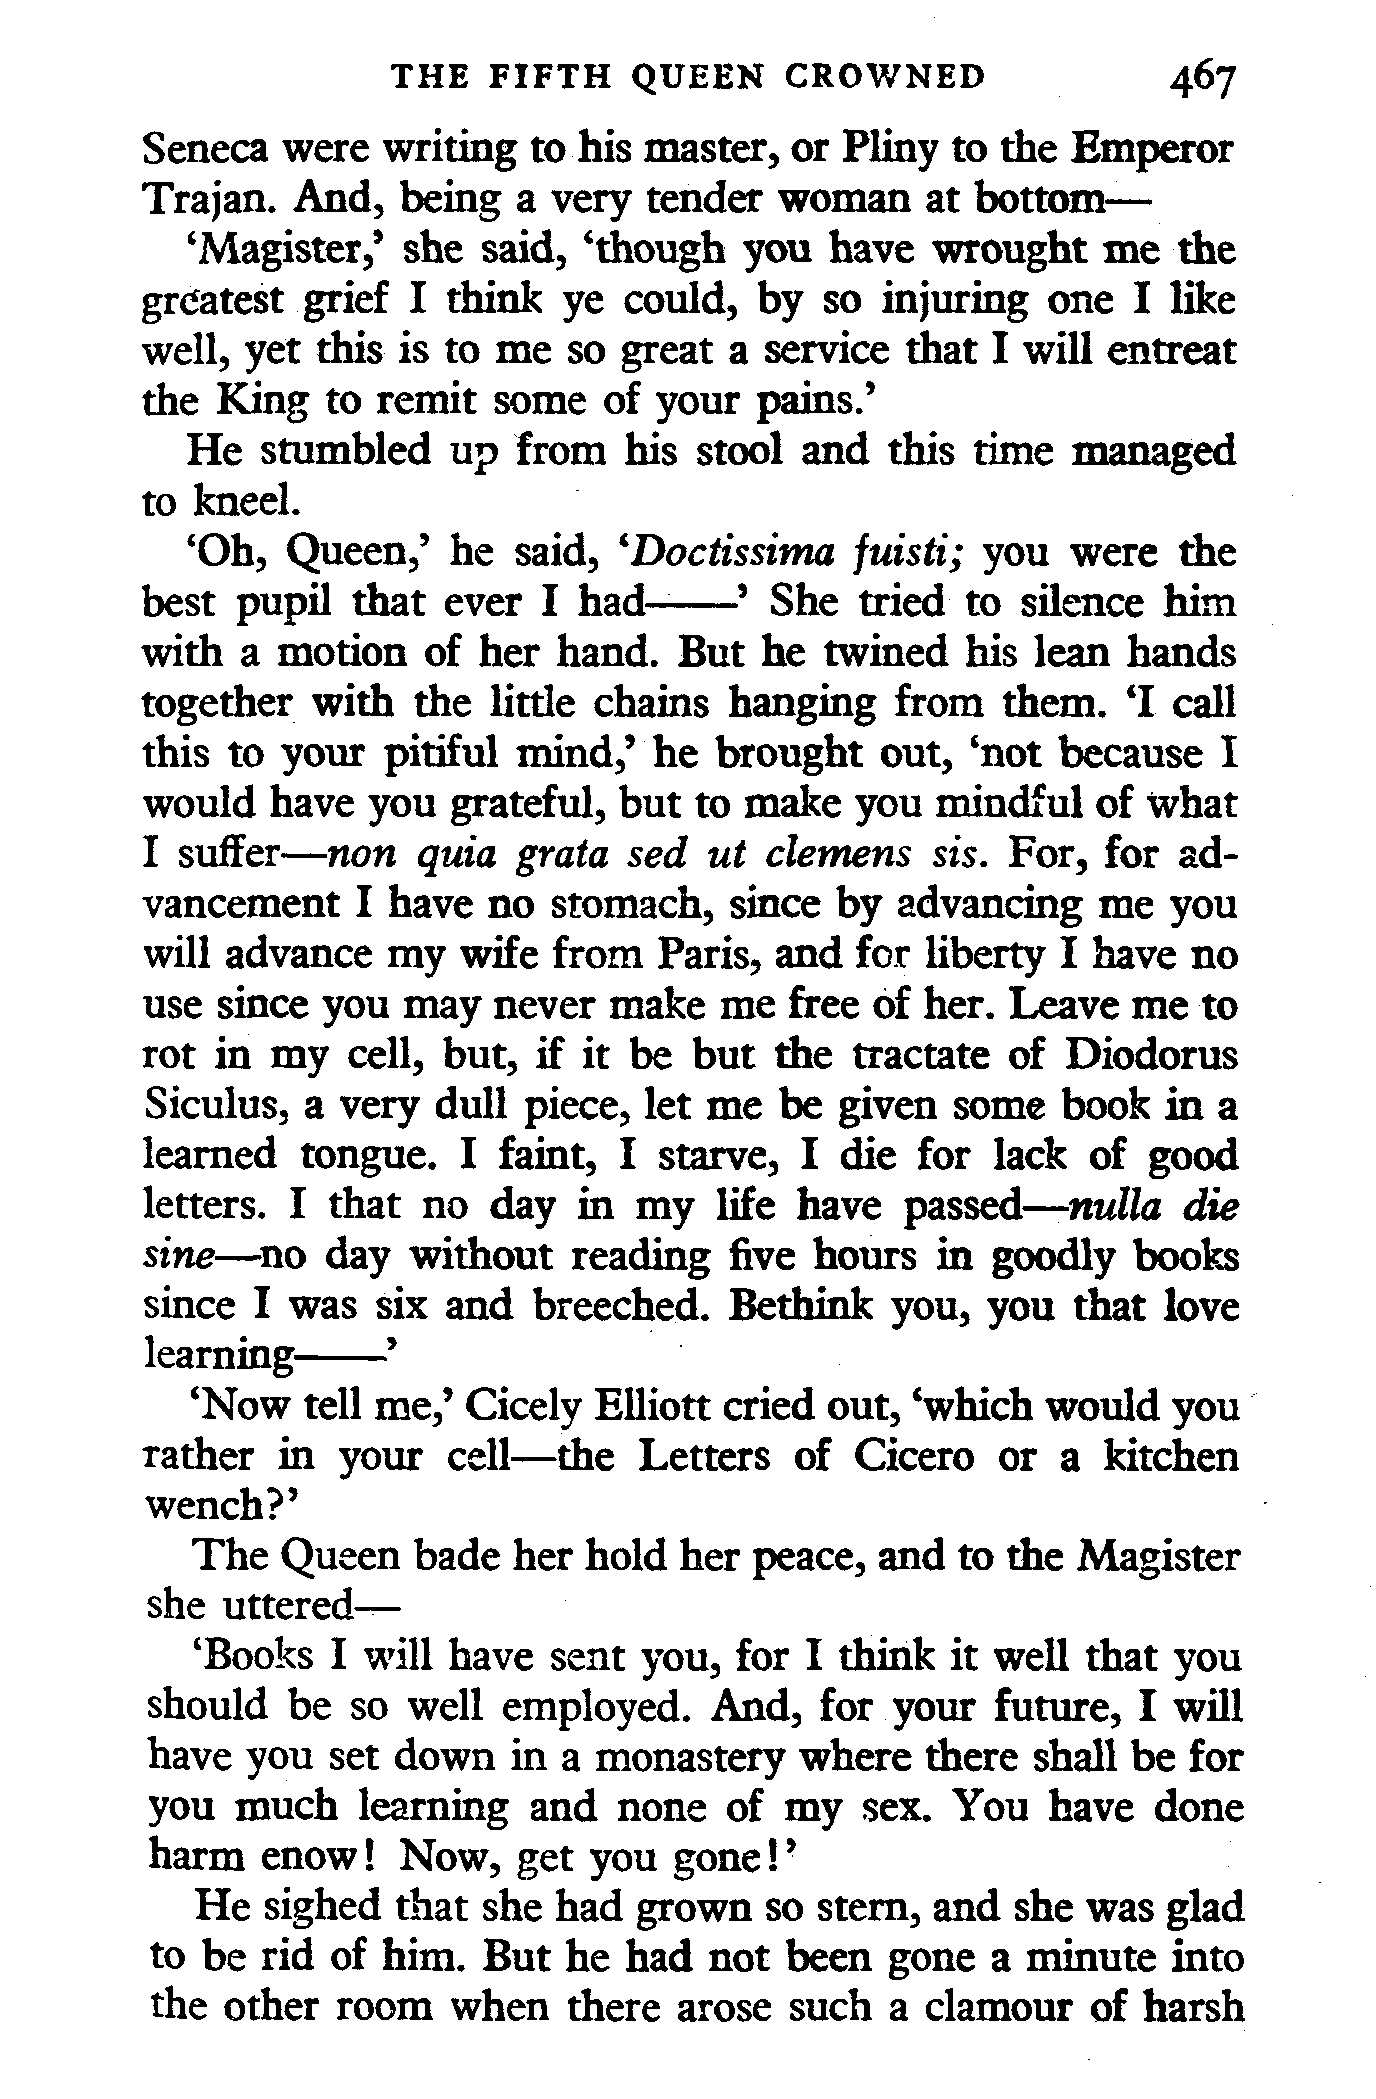 THE FIFTH QUEEN CROWNED 467
Seneca were writing to his master, or Pliny to the Emperor
Trajan. And, being a very tender woman at bottom—
‘Magister,’ she said, ‘though you have wrought me the
greatest grief I think ye could, by so injuring one I like
well, yet this is to me so great a service that I will entreat
the King to remit some of your pains.’
He stumbled up from his stool and this time managed
to kneel.
‘Oh, Queen,’ he said, ‘Doctissima fuisti; you were the
best pupil that ever I had——’ She tried to silence him
with a motion of her hand. But he twined his lean hands
together with the little chains hanging from them. ‘I call
this to your pitiful mind,’ he brought out, ‘not because I
would have you grateful, but to make you mindful of what
I suffer—non quia grata sed ut clemens sis. For, for ad-
vancement I have no stomach, since by advancing me you
will advance my wife from Paris, and for liberty I have no
use since you may never make me free of her. Leave me to
rot in my cell, but, if it be but the tractate of Diodorus
Siculus, a very dull piece, let me be given some book in a
learned tongue. I faint, I starve, I die for lack of good
letters. I that no day in my life have passed—nulla die
sine—no day without reading five hours in goodly books
since I was six and breeched. Bethink you, you that love
learning——’
‘Now tell me,’ Cicely Elliott cried out, ‘which would you
rather in your cell—the Letters of Cicero or a kitchen
wench?’
The Queen bade her hold her peace, and to the Magister
she uttered—
‘Books I will have sent you, for I think it well that you
should be so well employed. And, for your future, I will
have you set down in a monastery where there shall be for
you much learning and none of my sex. You have done
harm enow! Now, get you gone!’
He sighed that she had grown so stern, and she was glad
to be rid of him. But he had not been gone a minute into
the other room when there arose such a clamour of harsh